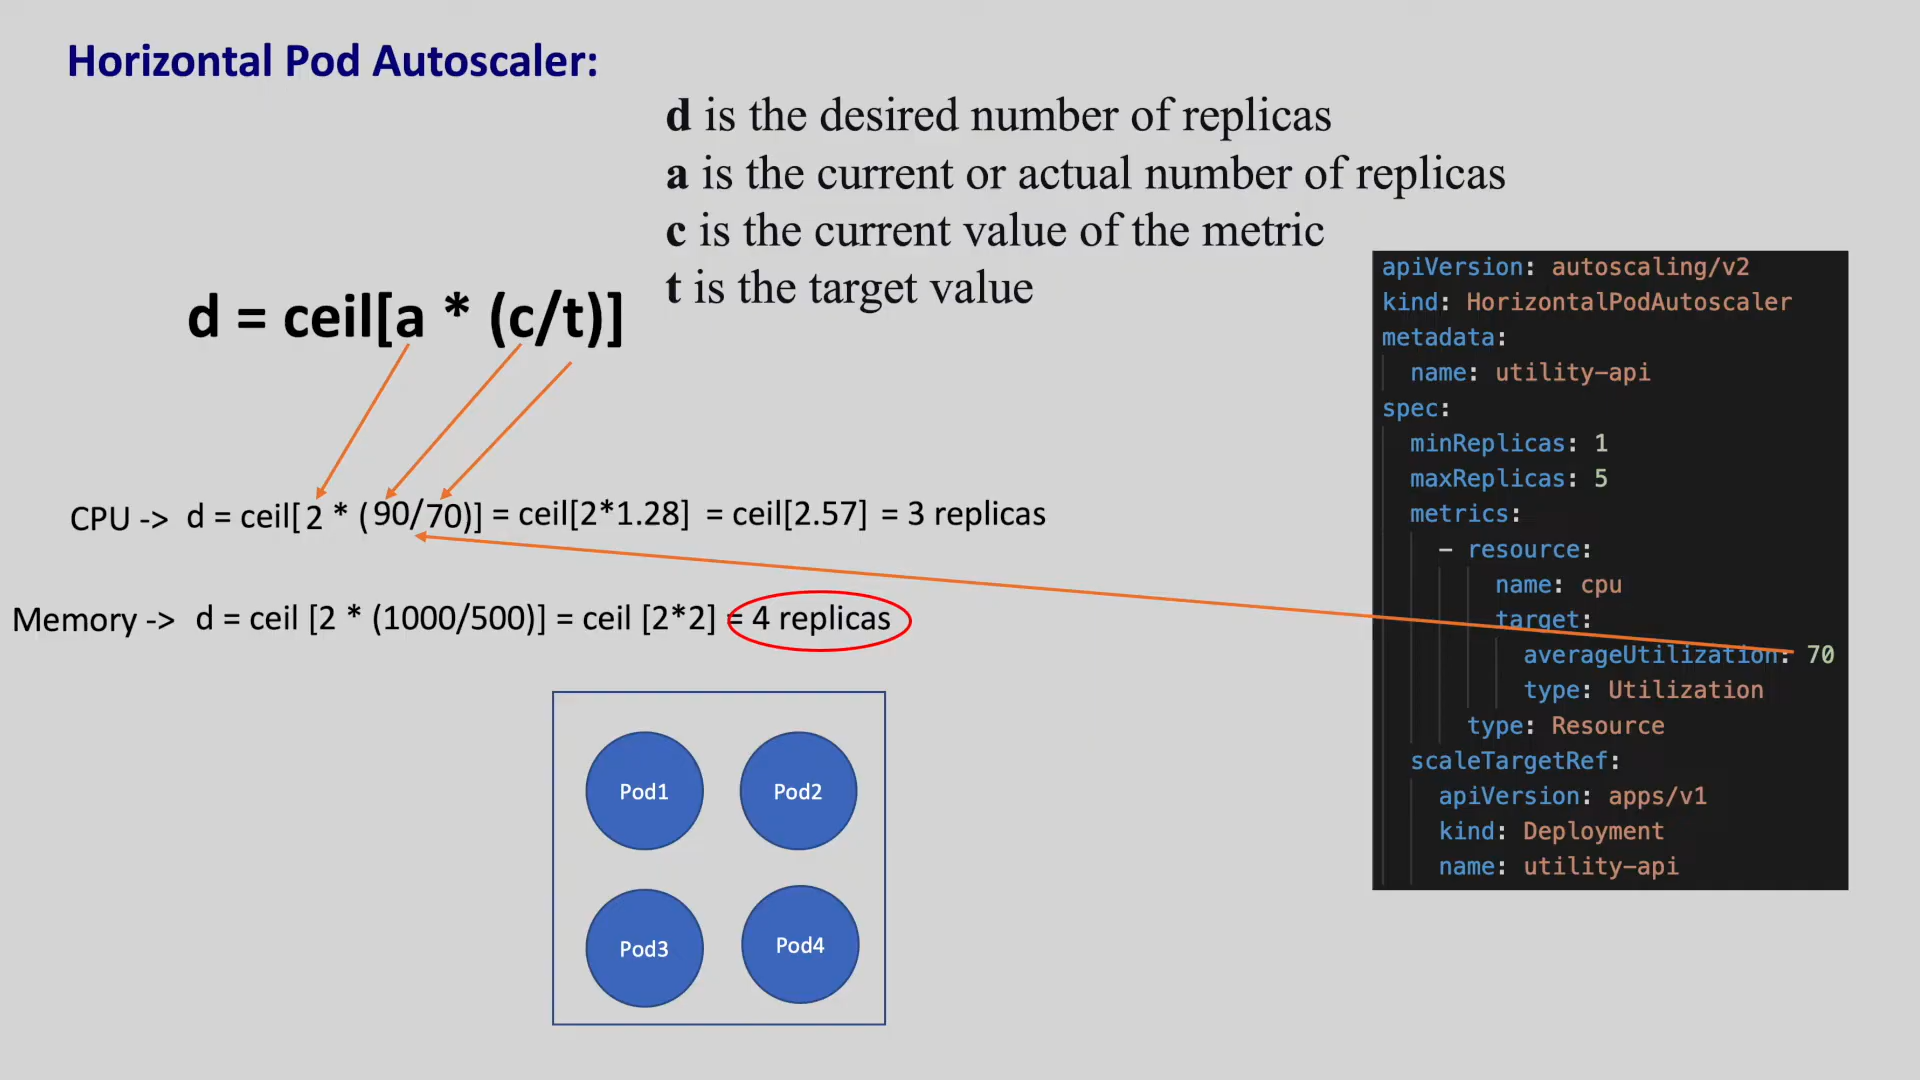 Horizontal Pod Autoscaler:
d is the desired number of replicas
a is the current or actual number of replicas
c is the current value of the metric
t is the target value
d = ceil[a * (c/t)]
CPU -> d = ceil[ 2 * (90/70)] = ceil[2*1.28] = ceil[2.57] = 3 replicas
Memory -> d = ceil [2 * (1000/500)] = ceil [2*2] = 4 replicas
Pod1
Pod2
Pod3
Pod4
apiVersion: autoscaling/v2
kind: HorizontalPodAutoscaler
metadata:
name: utility-api
spec:
minReplicas: 1
maxReplicas: 5
metrics:
- resource:
name: cpu
target:
averageUtilization: 70
type: Utilization
type: Resource
scaleTargetRef:
apiVersion: apps/v1
kind: Deployment
name: utility-api